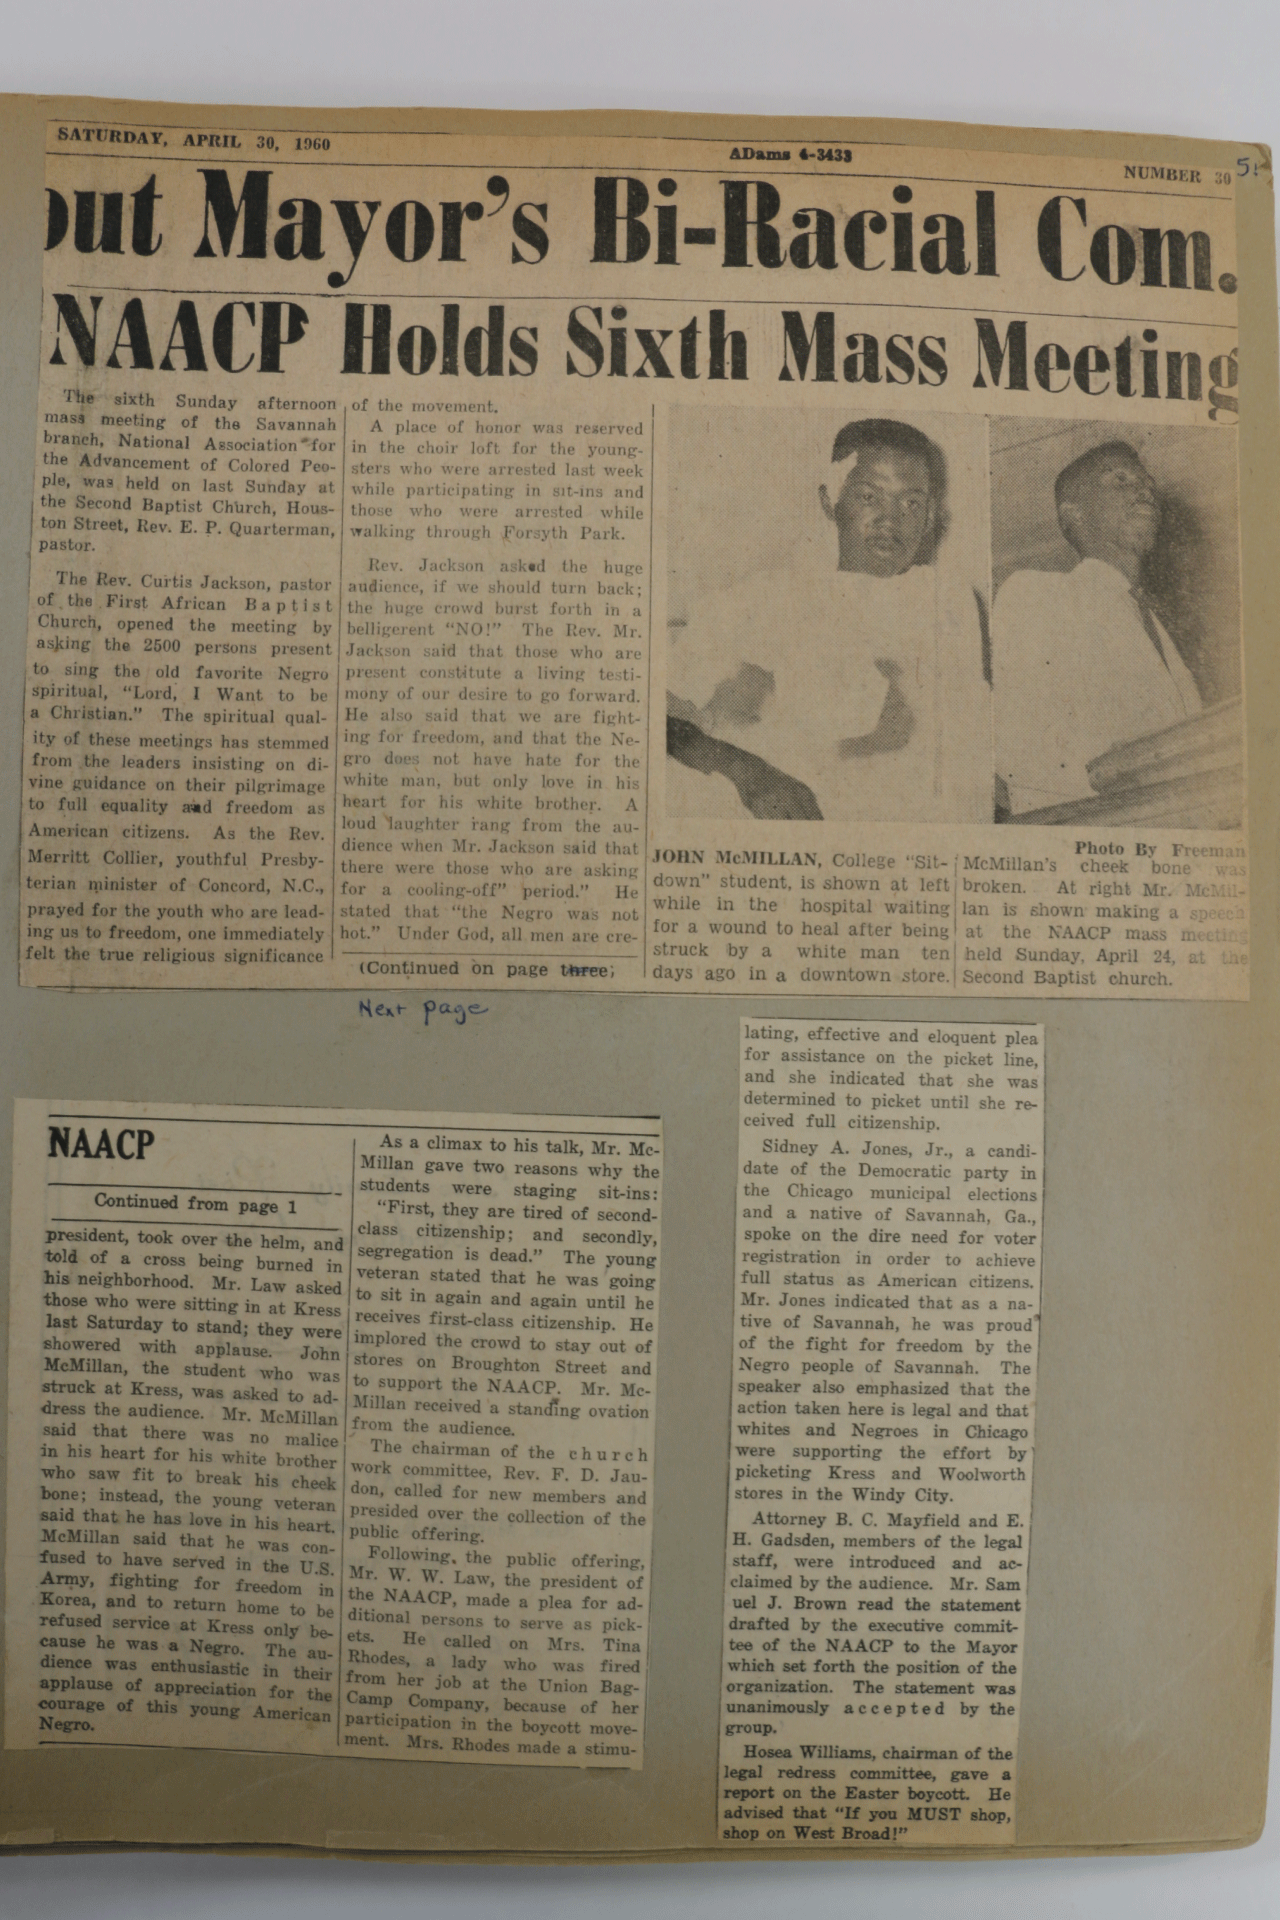 SATURDAY, APRIL 30, 1960
ADams 4-3433
NUMBER 30
out Mayor's Bi-Racial Com.
NAACP Holds Sixth Mass Meeting
The sixth Sunday afternoon
mass meeting of the Savannah
branch, National Association for
the Advancement of Colored Peo-
ple, was held on last Sunday at
the Second Baptist Church, Hous-
ton Street, Rev. E. P. Quarterman,
pastor.
The Rev. Curtis Jackson, pastor
of the First African Baptist
Church, opened the meeting by
asking the 2500 persons present
to sing the old favorite Negro
spiritual, "Lord, I Want to be
a Christian." The spiritual qual-
ity of these meetings has stemmed
from the leaders insisting on di-
vine guidance on their pilgrimage
to full equality and freedom as
American citizens. As the Rev.
Merritt Collier, youthful Presby-
terian minister of Concord, N.C.,
prayed for the youth who are lead-
ing us to freedom, one immediately
felt the true religious significance
of the movement.
A place of honor was reserved
in the choir loft for the young-
sters who were arrested last week
while participating in sit-ins and
those who were arrested while
walking through Forsyth Park.
Rev. Jackson asked the huge
audience, if we should turn back;
the huge crowd burst forth in a
belligerent "NO!" The Rev. Mr.
Jackson said that those who are
present constitute a living testi-
mony of our desire to go forward.
He also said that we are fight-
ing for freedom, and that the Ne-
gro does not have hate for the
white man, but only love in his
heart for his white brother. A
loud laughter rang from the au-
dience when Mr. Jackson said that
there were those who are asking
for a cooling-off" period." He
stated that "the Negro was not
hot." Under God, all men are cre-
(Continued on page three;
Next page
Photo By Freeman
JOHN McMILLAN, College "Sit-
down" student, is shown at left
while in the hospital waiting
for a wound to heal after being
struck by a white man ten
days ago in a downtown store.
McMillan's cheek bone was
broken. At right Mr. McMil-
lan is shown making a speech
at the NAACP mass meeting
held Sunday, April 24, at the
Second Baptist church.
NAACP
Continued from page 1
president, took over the helm, and
told of a cross being burned in
his neighborhood. Mr. Law asked
those who were sitting in at Kress
last Saturday to stand; they were
showered with applause. John
McMillan, the student who was
struck at Kress, was asked to ad-
dress the audience. Mr. McMillan
said that there was no malice
in his heart for his white brother
who saw fit to break his cheek
bone; instead, the young veteran
said that he has love in his heart.
McMillan said that he was con-
fused to have served in the U.S.
Army, fighting for freedom in
Korea, and to return home to be
refused service at Kress only be-
cause he was a Negro. The au-
dience was enthusiastic in their
applause of appreciation for the
courage of this young American
Negro.
As a climax to his talk, Mr. Mc-
Millan gave two reasons why the
students were staging sit-ins:
"First, they are tired of second-
class citizenship; and secondly,
segregation is dead." The young
veteran stated that he was going
to sit in again and again until he
receives first-class citizenship. He
implored the crowd to stay out of
stores on Broughton Street and
to support the NAACP. Mr. Mc-
Millan received a standing ovation
from the audience.
The chairman of the church
work committee, Rev. F. D. Jau-
don, called for new members and
presided over the collection of the
public offering.
Following, the public offering,
Mr. W. W. Law, the president of
the NAACP, made a plea for ad-
ditional persons to serve as pick-
ets. He called on Mrs. Tina
Rhodes, a lady who was fired
from her job at the Union Bag-
Camp Company, because of her
participation in the boycott move-
ment. Mrs. Rhodes made a stimu-
lating, effective and eloquent plea
for assistance on the picket line,
and she indicated that she was
determined to picket until she re-
ceived full citizenship.
Sidney A. Jones, Jr., a candi-
date of the Democratic party in
the Chicago municipal elections
and a native of Savannah, Ga.,
spoke on the dire need for voter
registration in order to achieve
full status as American citizens.
Mr. Jones indicated that as a na-
tive of Savannah, he was proud
of the fight for freedom by the
Negro people of Savannah. The
speaker also emphasized that the
action taken here is legal and that
whites and Negroes in Chicago
were supporting the effort by
picketing Kress and Woolworth
stores in the Windy City.
Attorney B. C. Mayfield and E.
H. Gadsden, members of the legal
staff, were introduced and ac-
claimed by the audience. Mr. Sam
uel J. Brown read the statement
drafted by the executive commit-
tee of the NAACP to the Mayor
which set forth the position of the
organization. The statement was
unanimously accepted by the
group.
Hosea Williams, chairman of the
legal redress committee, gave a
report on the Easter boycott. He
advised that "If you MUST shop,
shop on West Broad!"